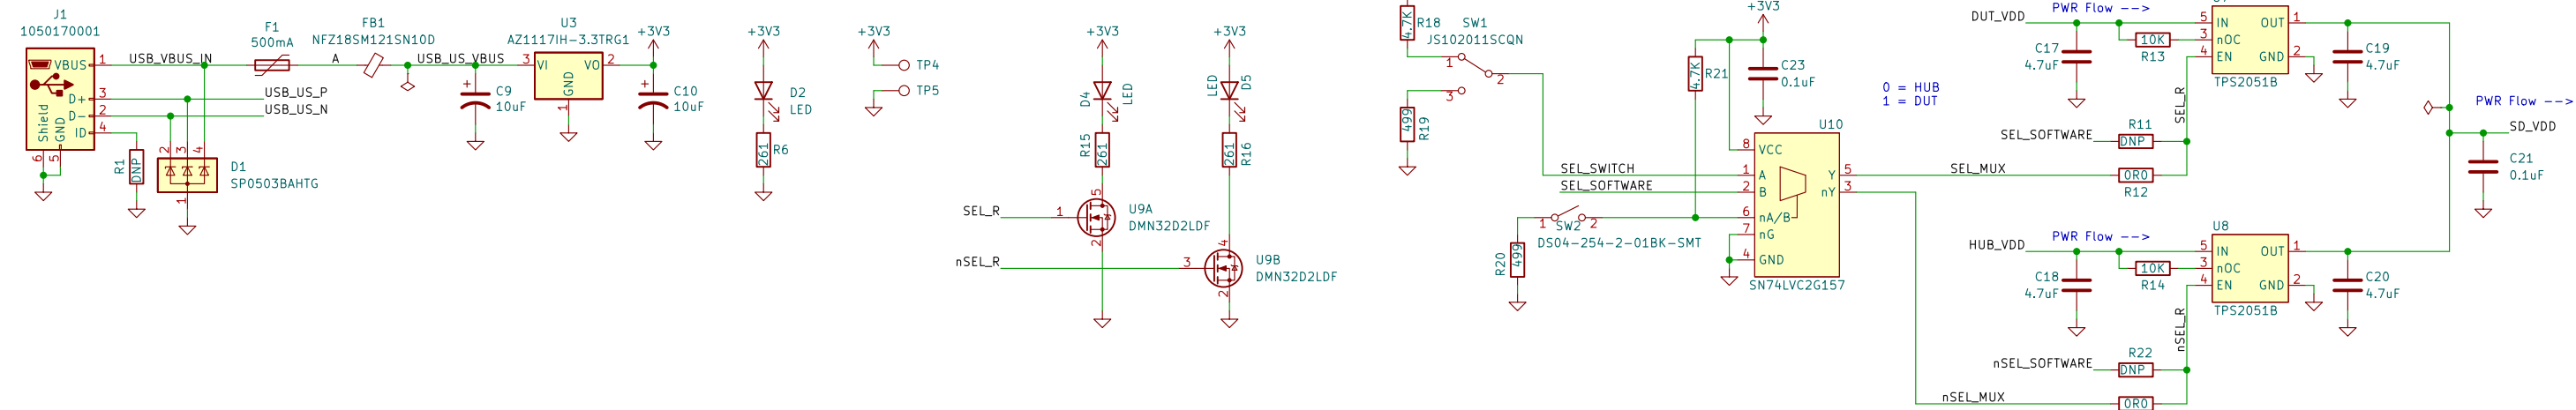 J1
1050170001
VBUS
D+
D-
ID
Shield
GND
1
3
2
4
6
5
USB_VBUS_IN
USB_US_P
USB_US_N
R1
DNP
2
3
4
1
D1
SP0503BAHTG
F1
500mA
A
FB1
NFZ18SM121SN10D
USB_US_VBUS
C9
10uF
U3
AZ1117IH-3.3TRG1
3
VI
VO
2
GND
1
+3V3
C10
10uF
+3V3
D2
LED
261
R6
+3V3
TP4
TP5
+3V3
D4
LED
R15
261
SEL_R
1
5
2
U9A
DMN32D2LDF
+3V3
LED
D5
261
R16
nSEL_R
3
4
2
U9B
DMN32D2LDF
4.7K
R18
SW1
JS102011SCQN
1
2
3
499
R19
+3V3
4.7K
R21
C23
0.1uF
U10
8
VCC
SEL_SWITCH
1
A
SEL_SOFTWARE
2
B
6
nA/B
7
nG
4
GND
Y
5
nY
3
SN74LVC2G157
1
SW2
2
DS04-254-2-01BK-SMT
R20
499
0 = HUB
1 = DUT
SEL_MUX
DUT_VDD
PWR Flow -->
C17
4.7uF
10K
R13
5
IN
OUT
1
3
nOC
4
EN
GND
2
TPS2051B
C19
4.7uF
SEL_R
SEL_SOFTWARE
R11
DNP
0R0
R12
PWR Flow -->
SD_VDD
C21
0.1uF
HUB_VDD
PWR Flow -->
C18
4.7uF
10K
R14
U8
5
IN
OUT
1
3
nOC
4
EN
GND
2
TPS2051B
C20
4.7uF
nSEL_R
nSEL_SOFTWARE
R22
DNP
nSEL_MUX
0R0